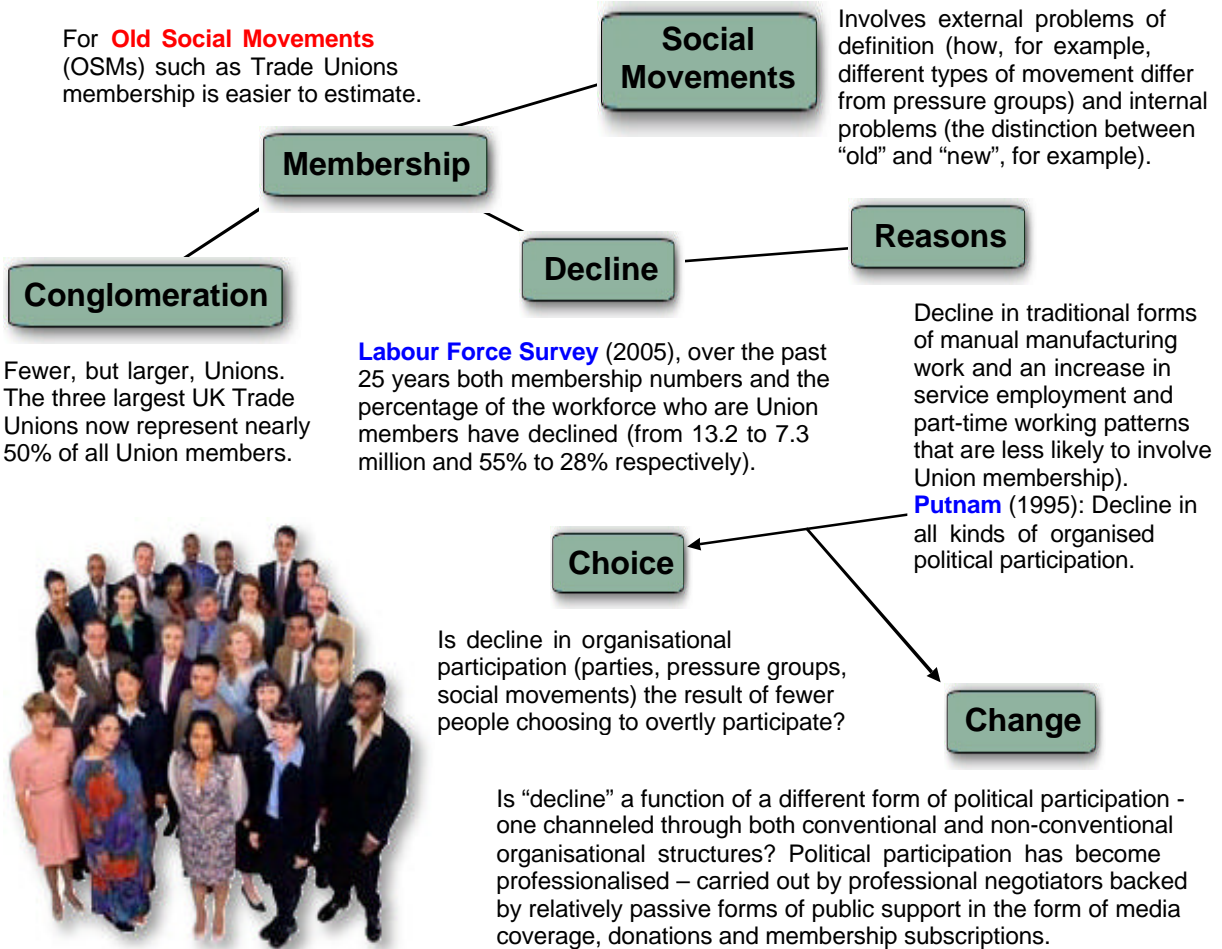 For Old Social Movements
(OSMs) such as Trade Unions
membership is easier to estimate.
Social
Movements
Involves external problems of
definition (how, for example,
different types of movement differ
from pressure groups) and internal
problems (the distinction between
“old” and “new”, for example).
Membership
Reasons
Decline
Conglomeration
Fewer, but larger, Unions.
The three largest UK Trade
Unions now represent nearly
50% of all Union members.
Labour Force Survey (2005), over the past
25 years both membership numbers and the
percentage of the workforce who are Union
members have declined (from 13.2 to 7.3
million and 55% to 28% respectively).
Decline in traditional forms
of manual manufacturing
work and an increase in
service employment and
part-time working patterns
that are less likely to involve
Union membership).
Putnam (1995): Decline in
all kinds of organised
political participation.
Choice
Is decline in organisational
participation (parties, pressure groups,
social movements) the result of fewer
people choosing to overtly participate?
Change
Is “decline” a function of a different form of political participation -
one channeled through both conventional and non-conventional
organisational structures? Political participation has become
professionalised – carried out by professional negotiators backed
by relatively passive forms of public support in the form of media
coverage, donations and membership subscriptions.